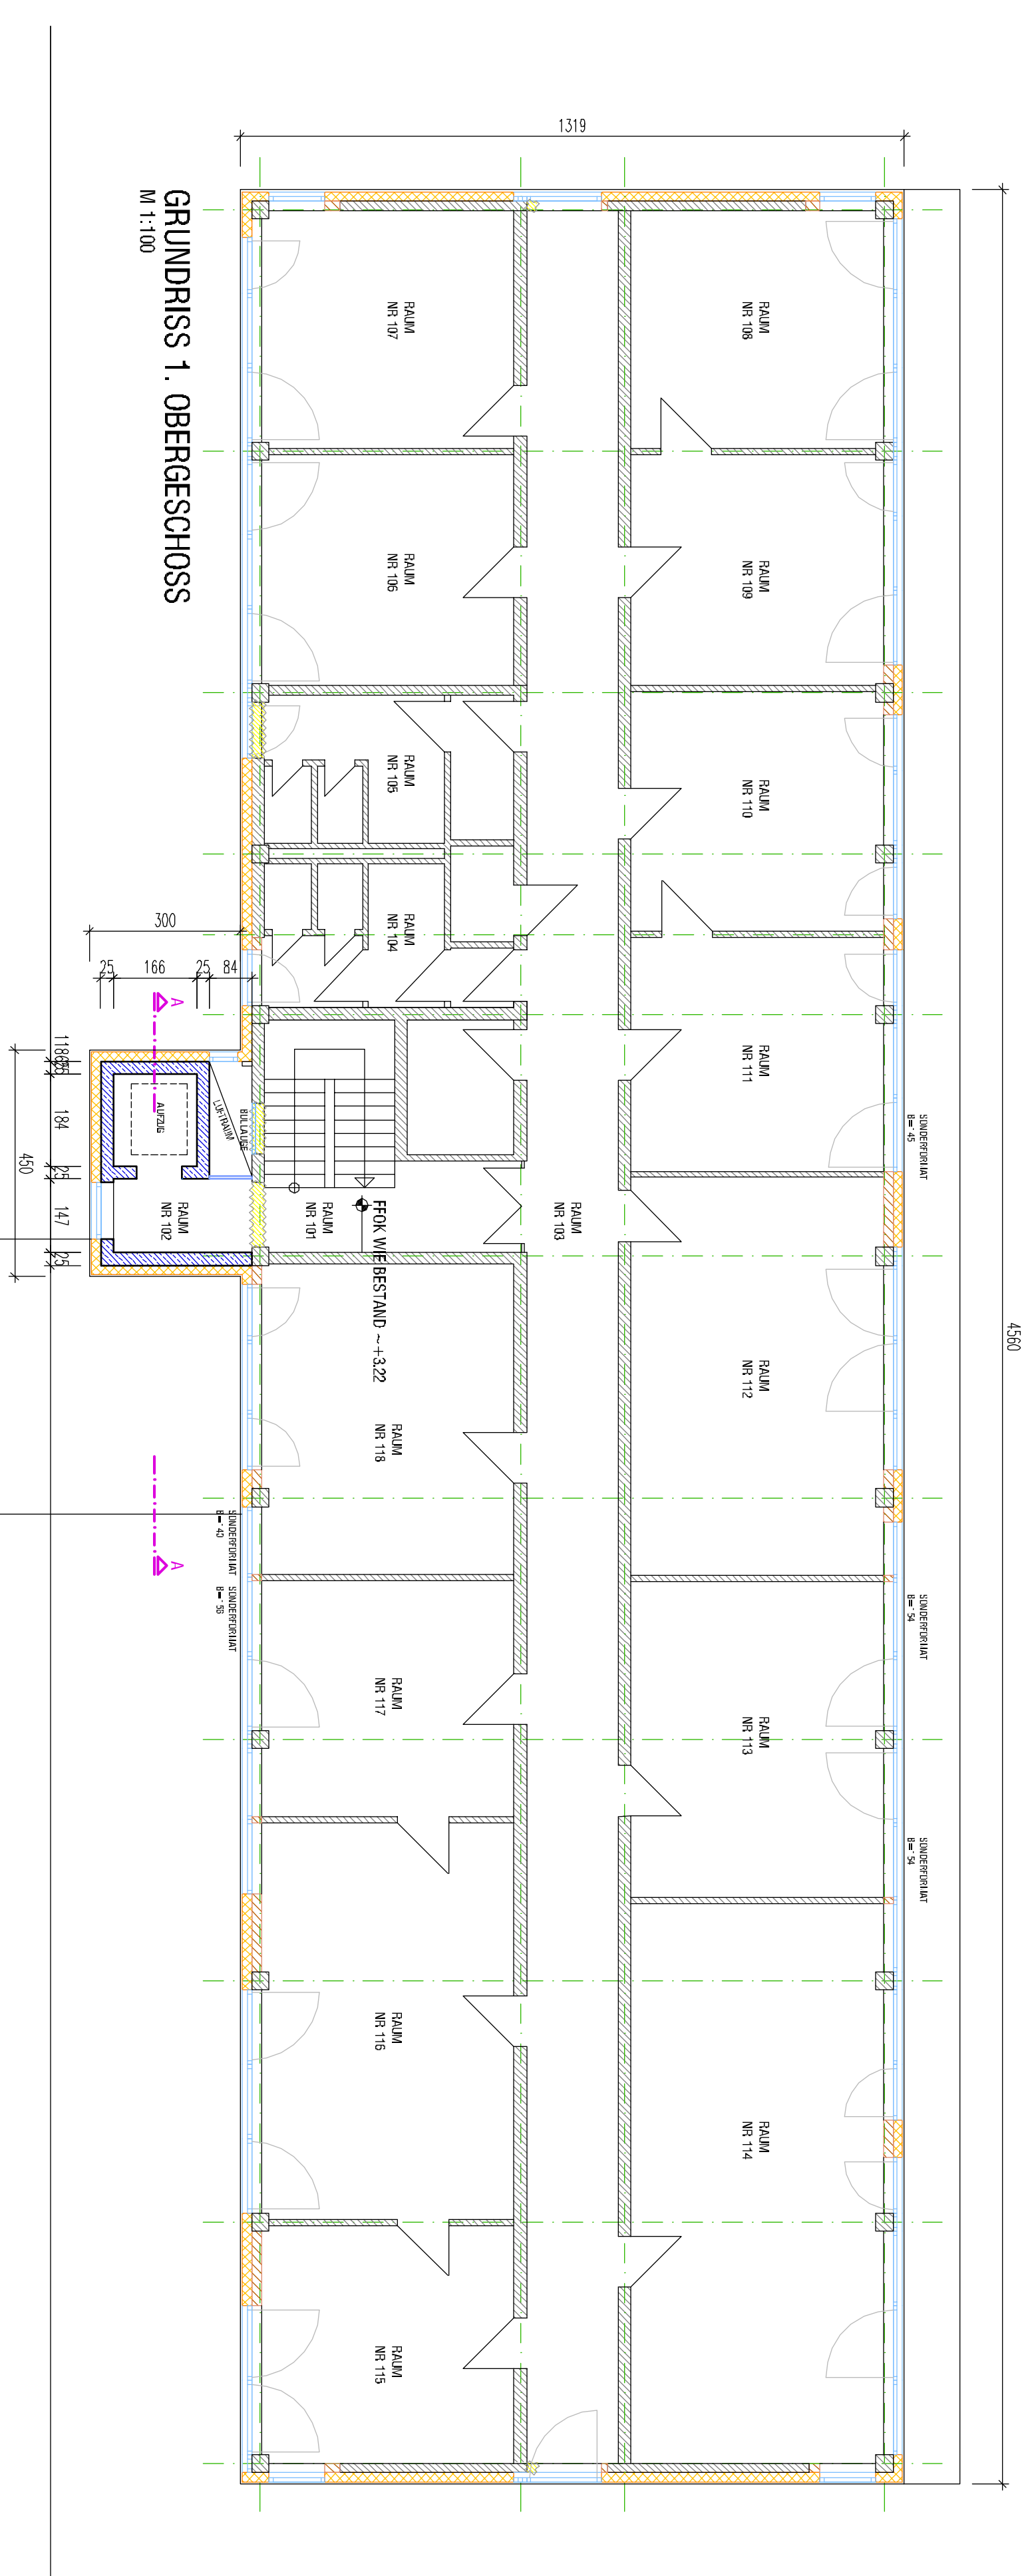 4560
1319
RAUM
NR 108
RAUM
NR 109
RAUM
NR 110
RAUM
NR 111
RAUM
NR 112
RAUM
NR 113
RAUM
NR 114
SONDERFORMAT
SONDERFORMAT
SONDERFORMAT
RAUM
NR 103
RAUM
NR 107
RAUM
NR 106
RAUM
NR 105
RAUM
NR 104
RAUM
NR 101
FFOK WIE BESTAND ~+3.22
RAUM
NR 118
RAUM
NR 117
RAUM
NR 116
RAUM
NR 115
BULLAUGE
LUFTRAUM
AUFZUG
RAUM
NR 102
SONDERFORMAT
SONDERFORMAT
A
A
300
84
25
166
25
184
25
147
25
450
GRUNDRISS 1. OBERGESCHOSS
M 1:100